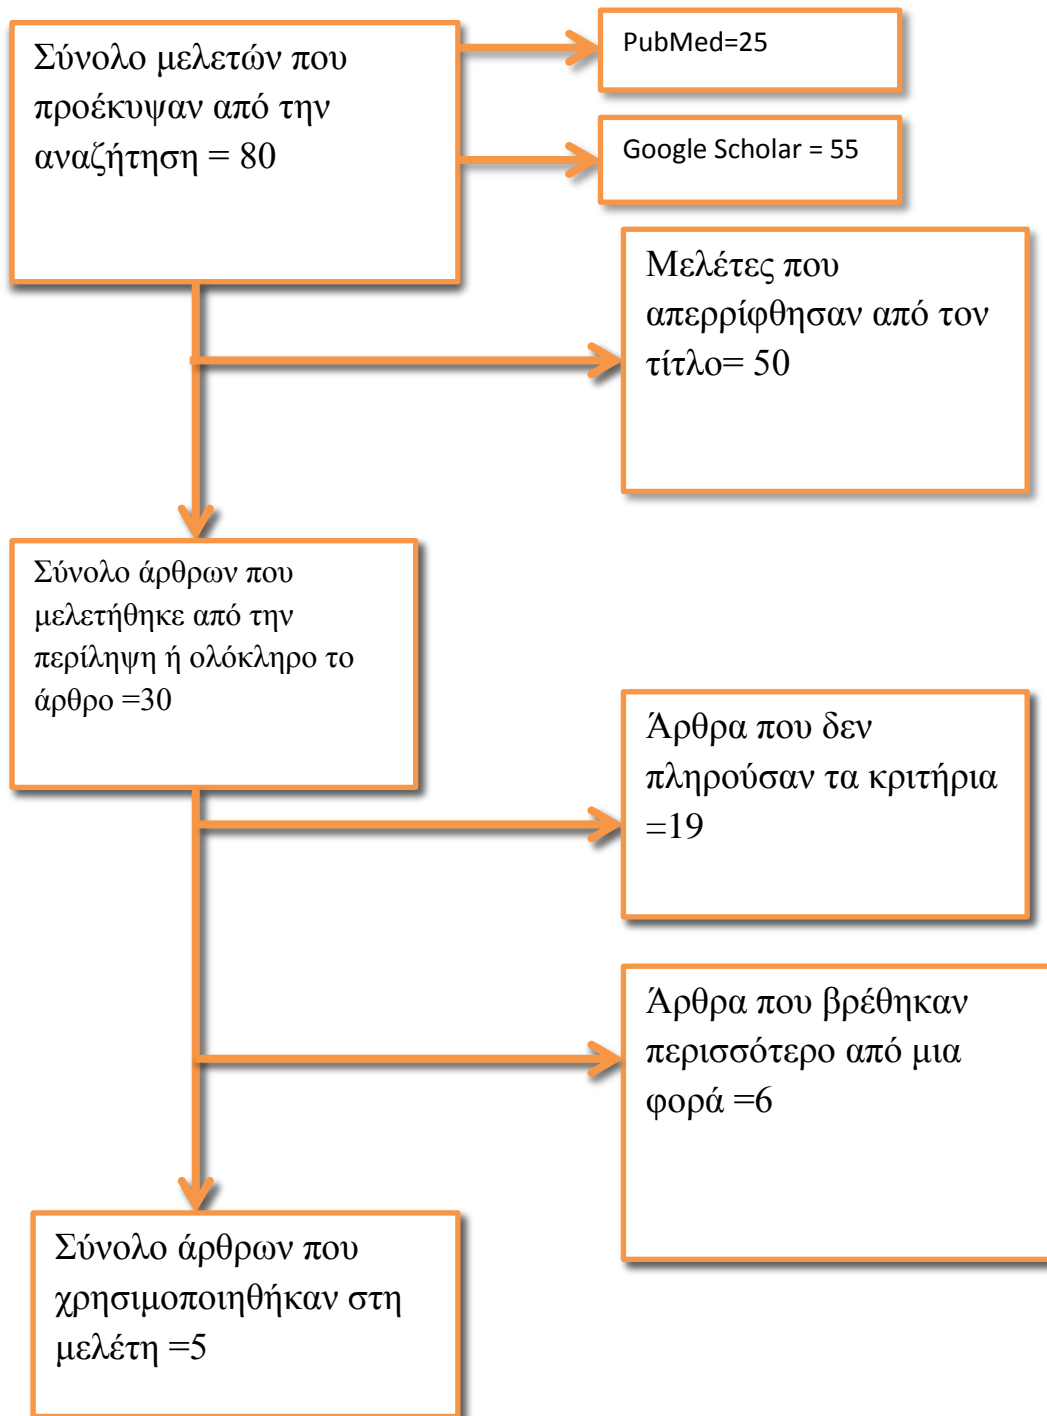 Σύνολο μελετών που
προέκυψαν από την
αναζήτηση = 80
PubMed=25
Google Scholar = 55
Μελέτες που
απερρίφθησαν από τον
τίτλο= 50
Σύνολο άρθρων που
μελετήθηκε από την
περίληψη ή ολόκληρο το
άρθρο =30
Άρθρα που δεν
πληρούσαν τα κριτήρια
=19
Άρθρα που βρέθηκαν
περισσότερο από μια
φορά =6
Σύνολο άρθρων που
χρησιμοποιηθήκαν στη
μελέτη =5